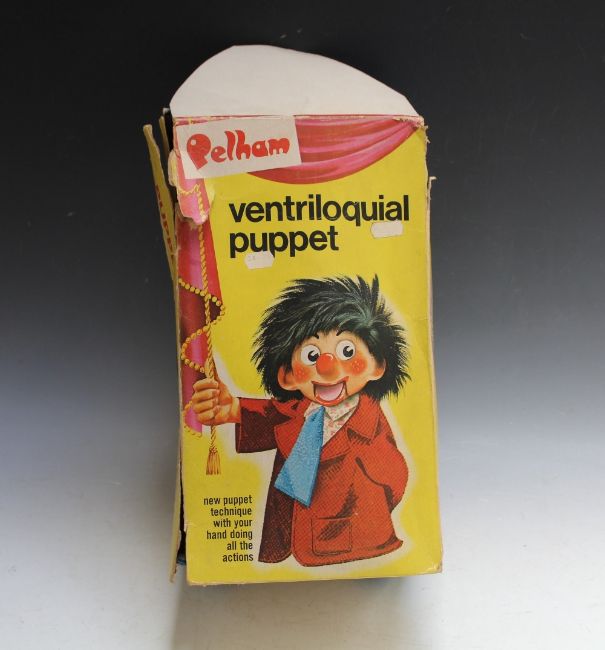 Pelham
ventriloquial
puppet
new puppet
technique
with your
hand doing
all the
actions